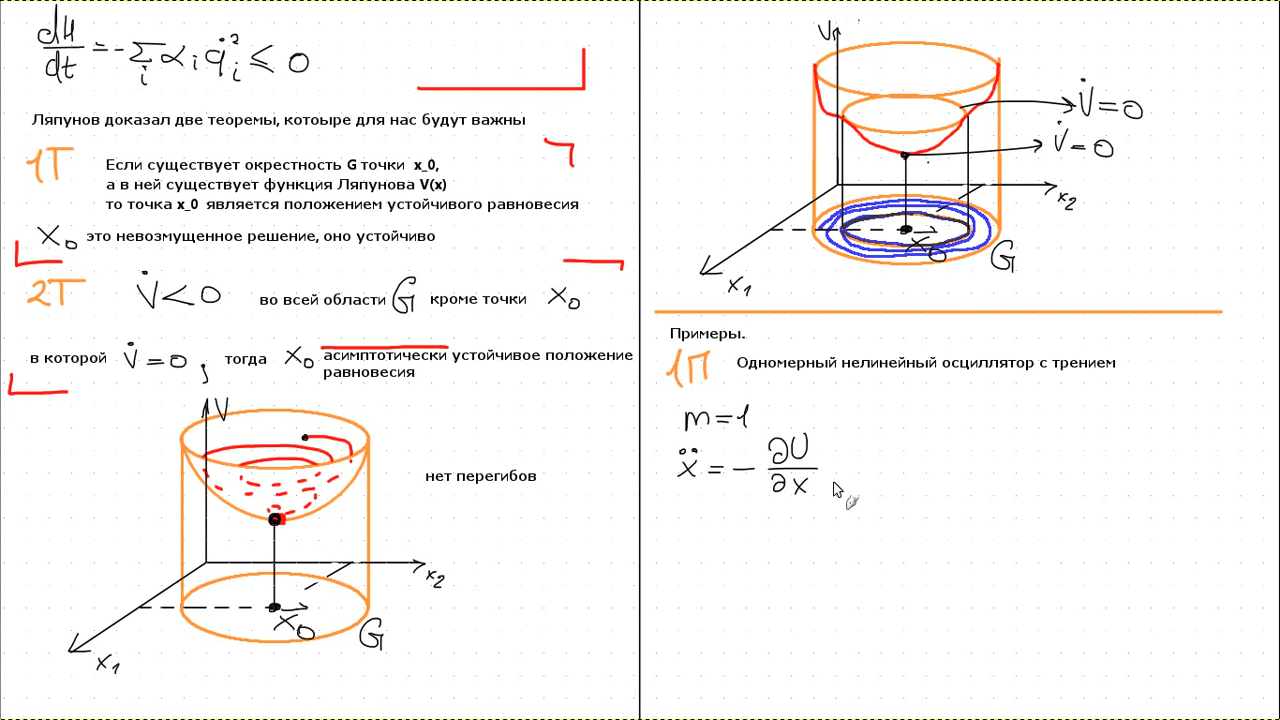 dH/dt = - Σ_i α_i q̇_i² ≤ 0
Ляпунов доказал две теоремы, котоыре для нас будут важны
1Т
Если существует окрестность G точки x_0,
а в ней существует функция Ляпунова V(x)
то точка x_0 является положением устойчивого равновесия
x₀ это невозмущенное решение, оно устойчиво
2Т V̇ < 0 во всей области G кроме точки x₀
в которой V̇ = 0 ; тогда x₀ асимптотически устойчивое положение
равновесия
V
нет перегибов
x₂
x₀
G
x₁
V
V̇ = 0
V̇ = 0
x₂
x₀
G
x₁
Примеры.
1П Одномерный нелинейный осциллятор с трением
m = 1
ẍ = - ∂U/∂x